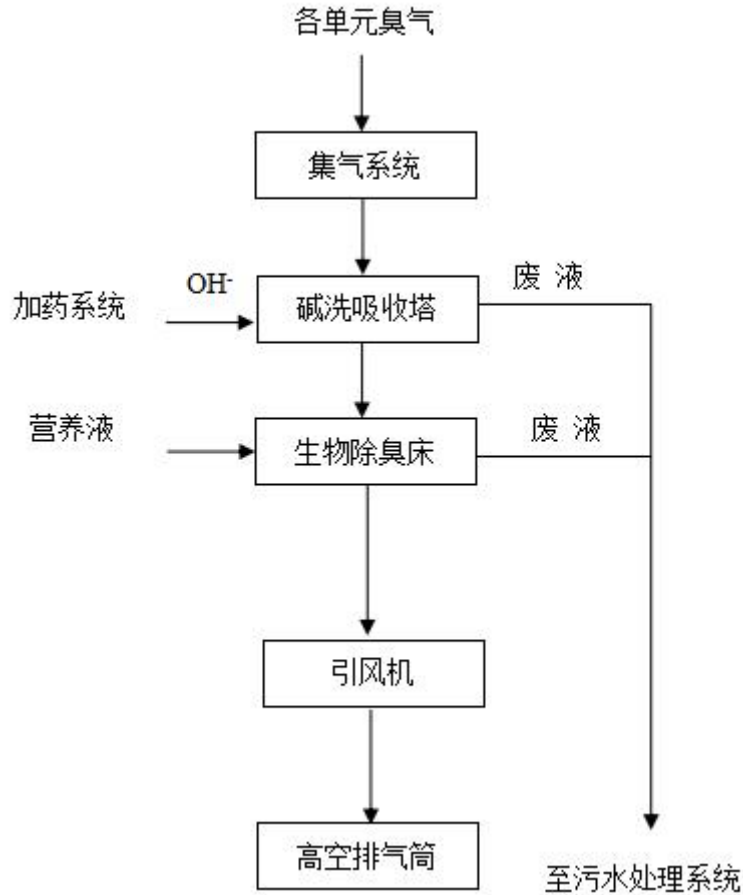 各单元臭气
集气系统
OH-
废 液
加药系统
碱洗吸收塔
营养液
废 液
生物除臭床
引风机
高空排气筒
至污水处理系统